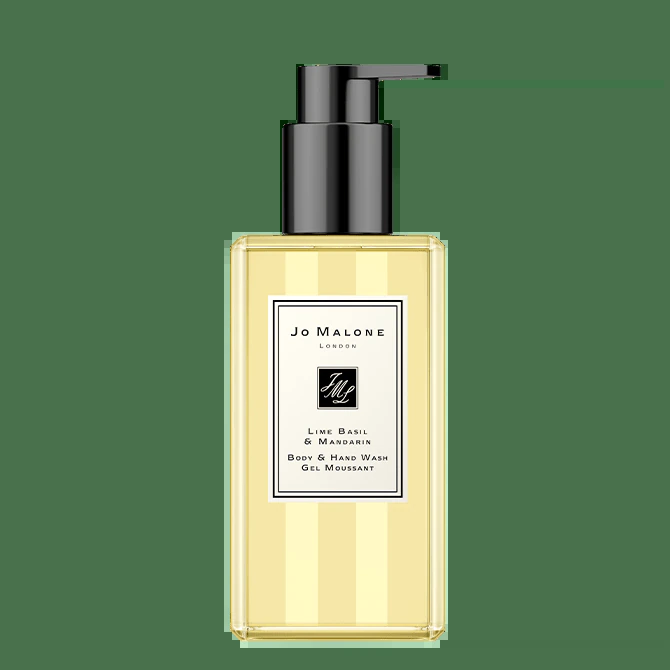 Jo Malone
London
JML
Lime Basil
& Mandarin
Body & Hand Wash
Gel Moussant